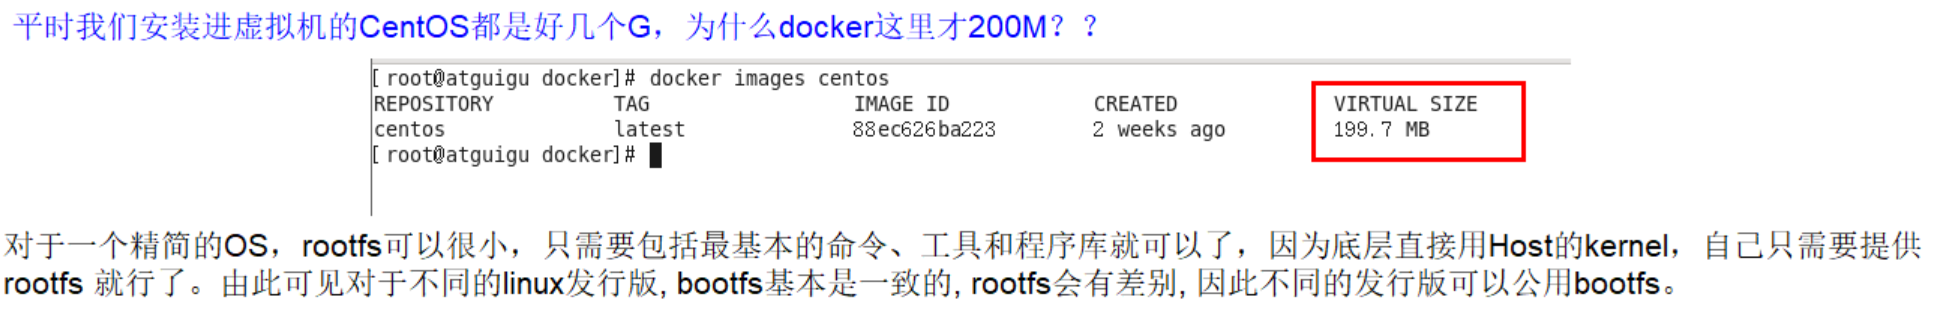 平时我们安装进虚拟机的CentOS都是好几个G，为什么docker这里才200M？？
[root@atguigu docker]# docker images centos
REPOSITORY TAG IMAGE ID CREATED VIRTUAL SIZE
centos latest 88ec626ba223 2 weeks ago 199.7 MB
[root@atguigu docker]#
对于一个精简的OS，rootfs可以很小，只需要包括最基本的命令、工具和程序库就可以了，因为底层直接用Host的kernel，自己只需要提供
rootfs 就行了。由此可见对于不同的linux发行版, bootfs基本是一致的, rootfs会有差别, 因此不同的发行版可以公用bootfs。